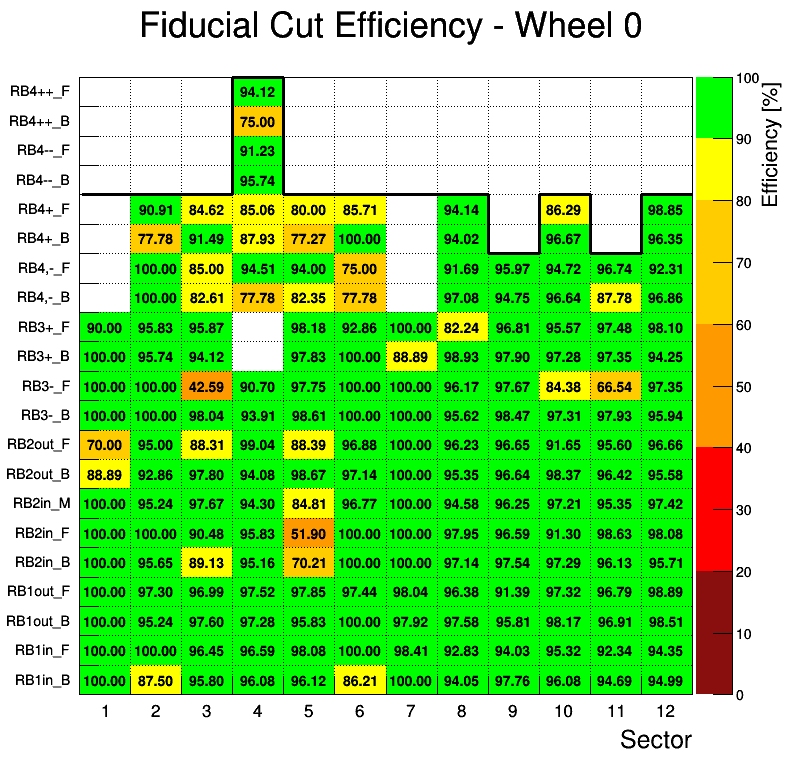 Fiducial Cut Efficiency - Wheel 0
RB4++_F 94.12
RB4++_B 75.00
RB4--_F 91.23
RB4--_B 95.74
RB4+_F 90.91 84.62 85.06 80.00 85.71 94.14 86.29 98.85
RB4+_B 77.78 91.49 87.93 77.27 100.00 94.02 96.67 96.35
RB4,-_F 100.00 85.00 94.51 94.00 75.00 91.69 95.97 94.72 96.74 92.31
RB4,-_B 100.00 82.61 77.78 82.35 77.78 97.08 94.75 96.64 87.78 96.86
RB3+_F 90.00 95.83 95.87 98.18 92.86 100.00 82.24 96.81 95.57 97.48 98.10
RB3+_B 100.00 95.74 94.12 97.83 100.00 88.89 98.93 97.90 97.28 97.35 94.25
RB3-_F 100.00 100.00 42.59 90.70 97.75 100.00 100.00 96.17 97.67 84.38 66.54 97.35
RB3-_B 100.00 100.00 98.04 93.91 98.61 100.00 100.00 95.62 98.47 97.31 97.93 95.94
RB2out_F 70.00 95.00 88.31 99.04 88.39 96.88 100.00 96.23 96.65 91.65 95.60 96.66
RB2out_B 88.89 92.86 97.80 94.08 98.67 97.14 100.00 95.35 96.64 98.37 96.42 95.58
RB2in_M 100.00 95.24 97.67 94.30 84.81 96.77 100.00 94.58 96.25 97.21 95.35 97.42
RB2in_F 100.00 100.00 90.48 95.83 51.90 100.00 100.00 97.95 96.59 91.30 98.63 98.08
RB2in_B 100.00 95.65 89.13 95.16 70.21 100.00 100.00 97.14 97.54 97.29 96.13 95.71
RB1out_F 100.00 97.30 96.99 97.52 97.85 97.44 98.04 96.38 91.39 97.32 96.79 98.89
RB1out_B 100.00 95.24 97.60 97.28 95.83 100.00 97.92 97.58 95.81 98.17 96.91 98.51
RB1in_F 100.00 100.00 96.45 96.59 98.08 100.00 98.41 92.83 94.03 95.32 92.34 94.35
RB1in_B 100.00 87.50 95.80 96.08 96.12 86.21 100.00 94.05 97.76 96.08 94.69 94.99
1 2 3 4 5 6 7 8 9 10 11 12
Sector
100
90
80
70
60
50
40
30
20
10
0
Efficiency [%]